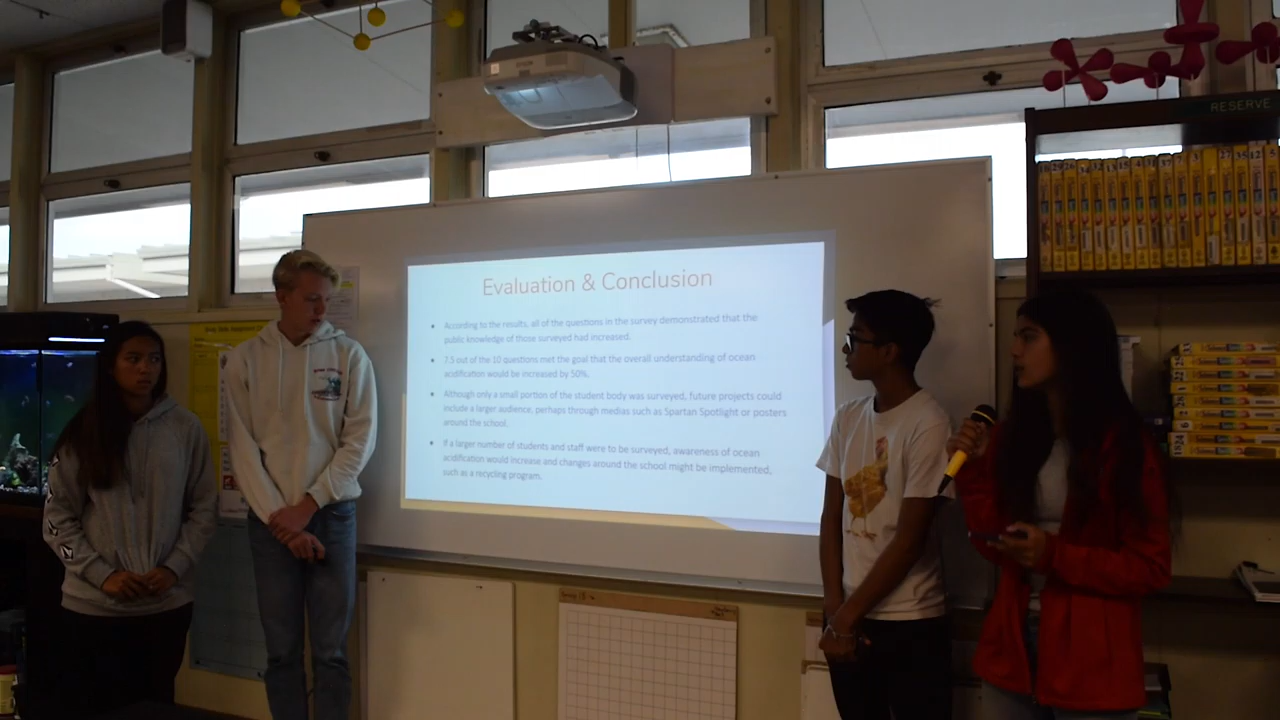 RESERVE
Evaluation & Conclusion
According to the results, all of the questions in the survey demonstrated that the
public knowledge of those surveyed had increased.
7.5 out of the 10 questions met the goal that the overall understanding of ocean
acidification would be increased by 50%.
Although only a small portion of the student body was surveyed, future projects could
include a larger audience, perhaps through medias such as Spartan Spotlight or posters
around the school.
If a larger number of students and staff were to be surveyed, awareness of ocean
acidification would increase and changes around the school might be implemented,
such as a recycling program.